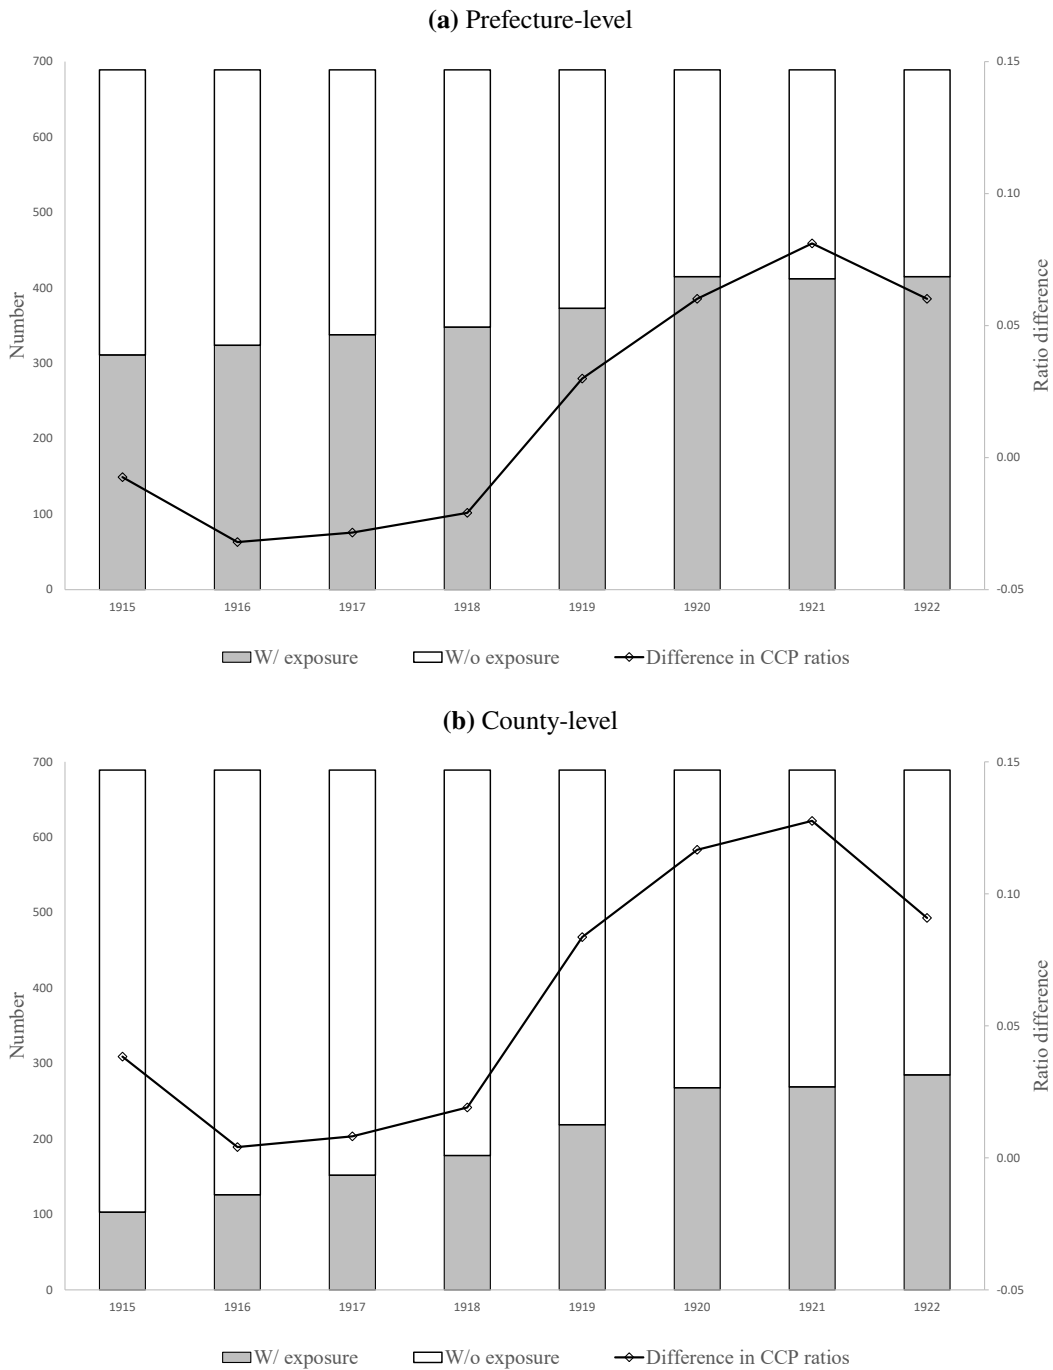 (a) Prefecture-level
700
600
500
400
300
200
100
0
Number
0.15
0.10
0.05
0.00
-0.05
Ratio difference
1915 1916 1917 1918 1919 1920 1921 1922
W/ exposure W/o exposure Difference in CCP ratios
(b) County-level
700
600
500
400
300
200
100
0
Number
0.15
0.10
0.05
0.00
-0.05
Ratio difference
1915 1916 1917 1918 1919 1920 1921 1922
W/ exposure W/o exposure Difference in CCP ratios